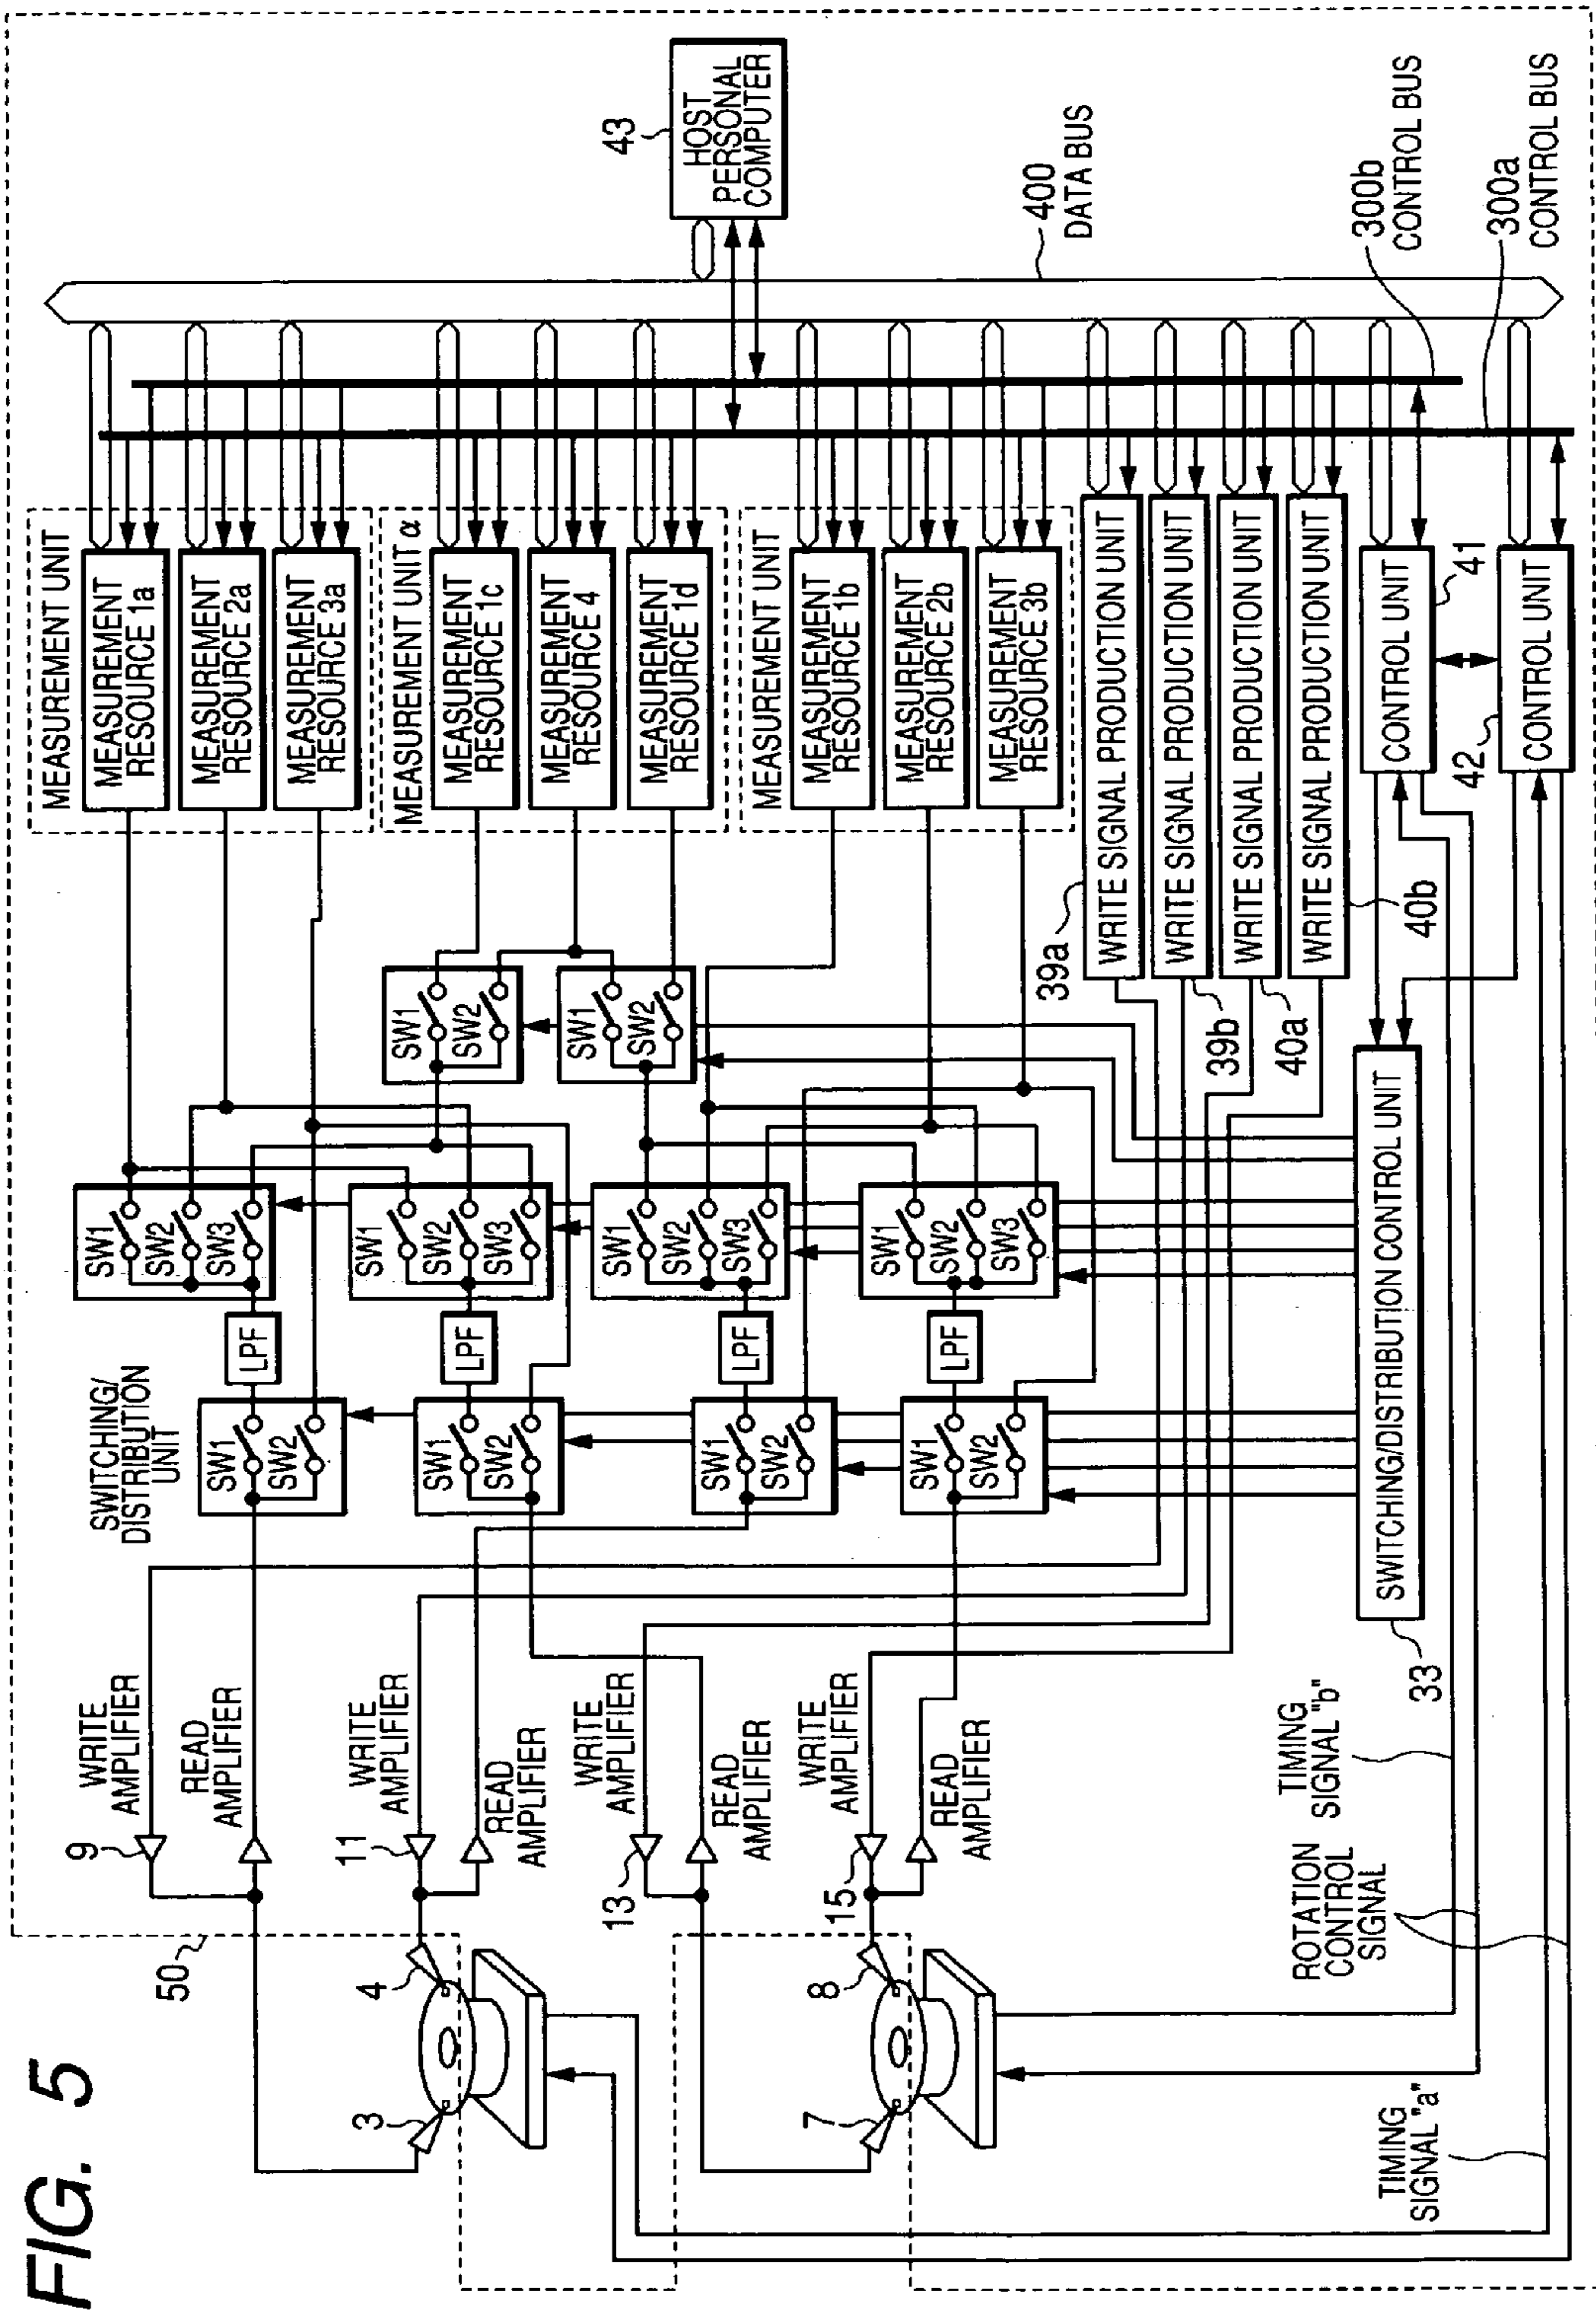 FIG. 5
50
3
4
7
8
9
WRITE
AMPLIFIER
READ
AMPLIFIER
11
WRITE
AMPLIFIER
READ
AMPLIFIER
13
WRITE
AMPLIFIER
READ
AMPLIFIER
15
WRITE
AMPLIFIER
READ
AMPLIFIER
SWITCHING/
DISTRIBUTION
UNIT
SW1
SW2
SW1
SW2
SW1
SW2
SW1
SW2
LPF
LPF
LPF
LPF
SW1
SW2
SW3
SW1
SW2
SW3
SW1
SW2
SW3
SW1
SW2
SW3
SW1
SW2
SW1
SW2
MEASUREMENT UNIT
MEASUREMENT
RESOURCE 1a
MEASUREMENT
RESOURCE 2a
MEASUREMENT
RESOURCE 3a
MEASUREMENT UNIT α
MEASUREMENT
RESOURCE 1c
MEASUREMENT
RESOURCE 4
MEASUREMENT
RESOURCE 1d
MEASUREMENT UNIT
MEASUREMENT
RESOURCE 1b
MEASUREMENT
RESOURCE 2b
MEASUREMENT
RESOURCE 3b
39a
WRITE SIGNAL PRODUCTION UNIT
39b
WRITE SIGNAL PRODUCTION UNIT
40a
WRITE SIGNAL PRODUCTION UNIT
40b
WRITE SIGNAL PRODUCTION UNIT
CONTROL UNIT
41
42
CONTROL UNIT
33
SWITCHING/DISTRIBUTION CONTROL UNIT
43
HOST
PERSONAL
COMPUTER
400
DATA BUS
300b
CONTROL BUS
300a
CONTROL BUS
TIMING
SIGNAL "b"
ROTATION
CONTROL
SIGNAL
TIMING
SIGNAL "a"